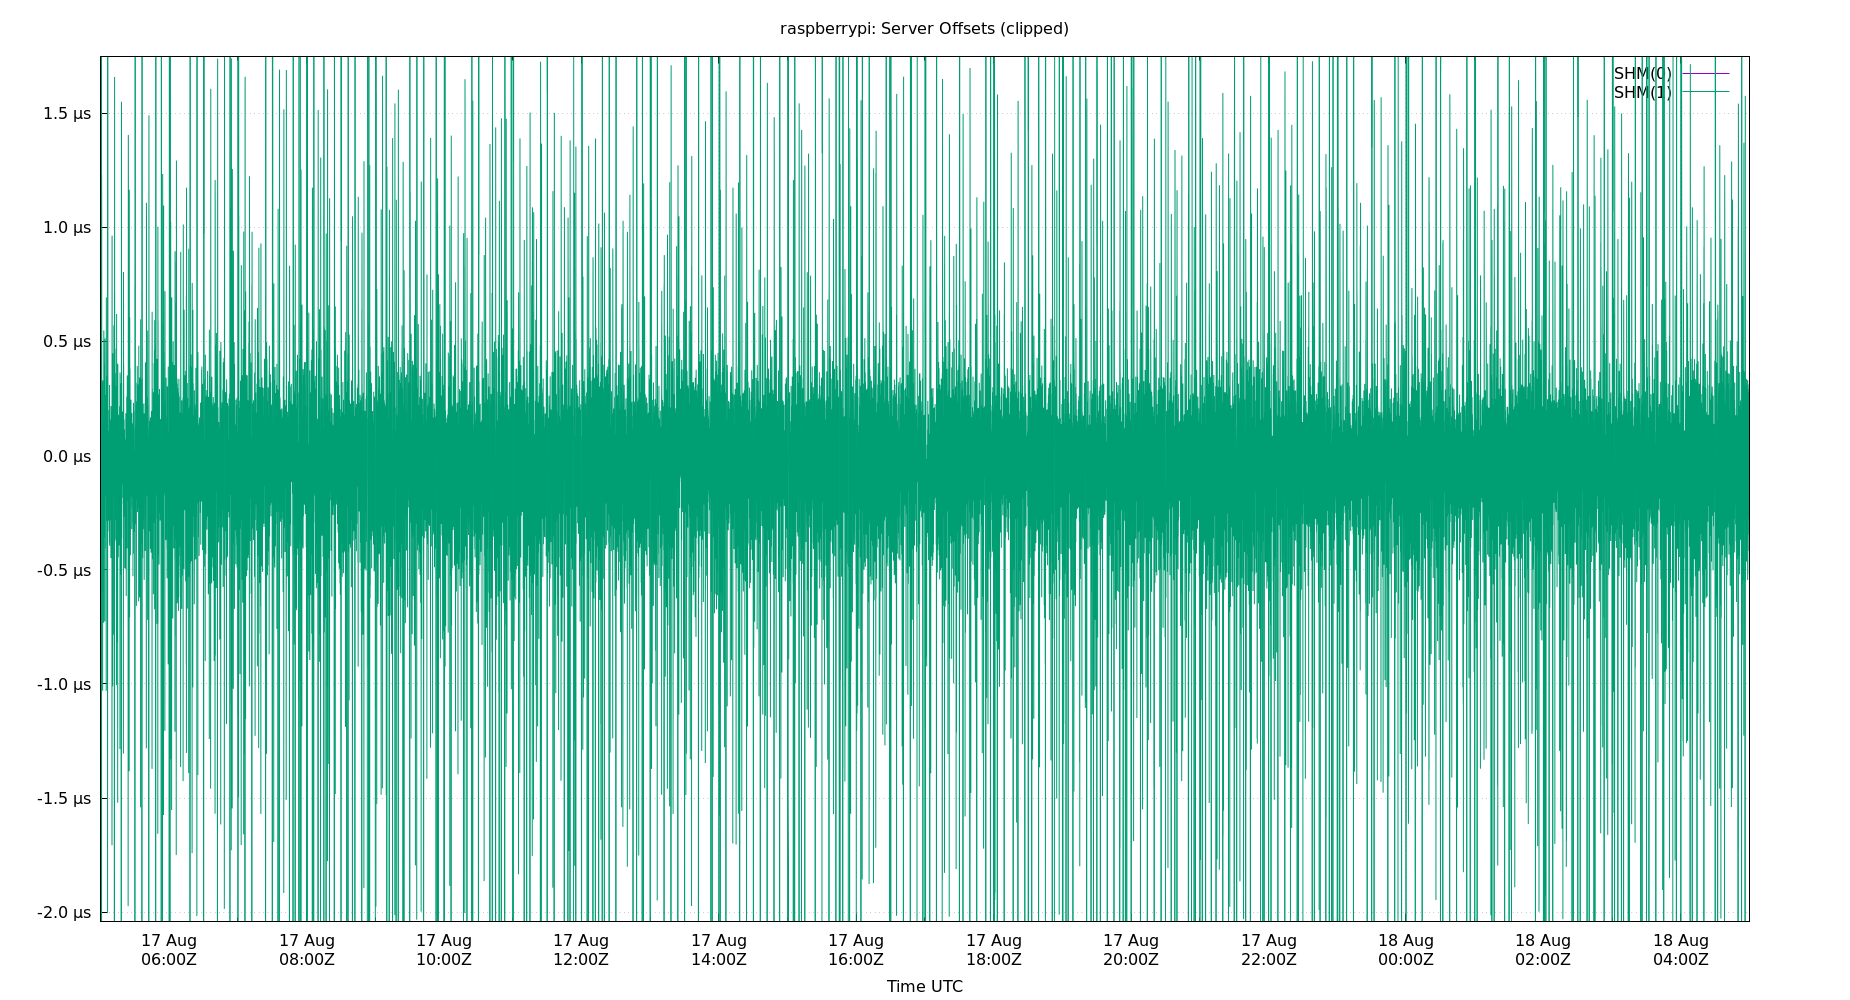 raspberrypi: Server Offsets (clipped)
SHM(0)
SHM(1)
1.5 µs
1.0 µs
0.5 µs
0.0 µs
-0.5 µs
-1.0 µs
-1.5 µs
-2.0 µs
17 Aug 17 Aug 17 Aug 17 Aug 17 Aug 17 Aug 17 Aug 17 Aug 17 Aug 18 Aug 18 Aug 18 Aug
06:00Z 08:00Z 10:00Z 12:00Z 14:00Z 16:00Z 18:00Z 20:00Z 22:00Z 00:00Z 02:00Z 04:00Z
Time UTC